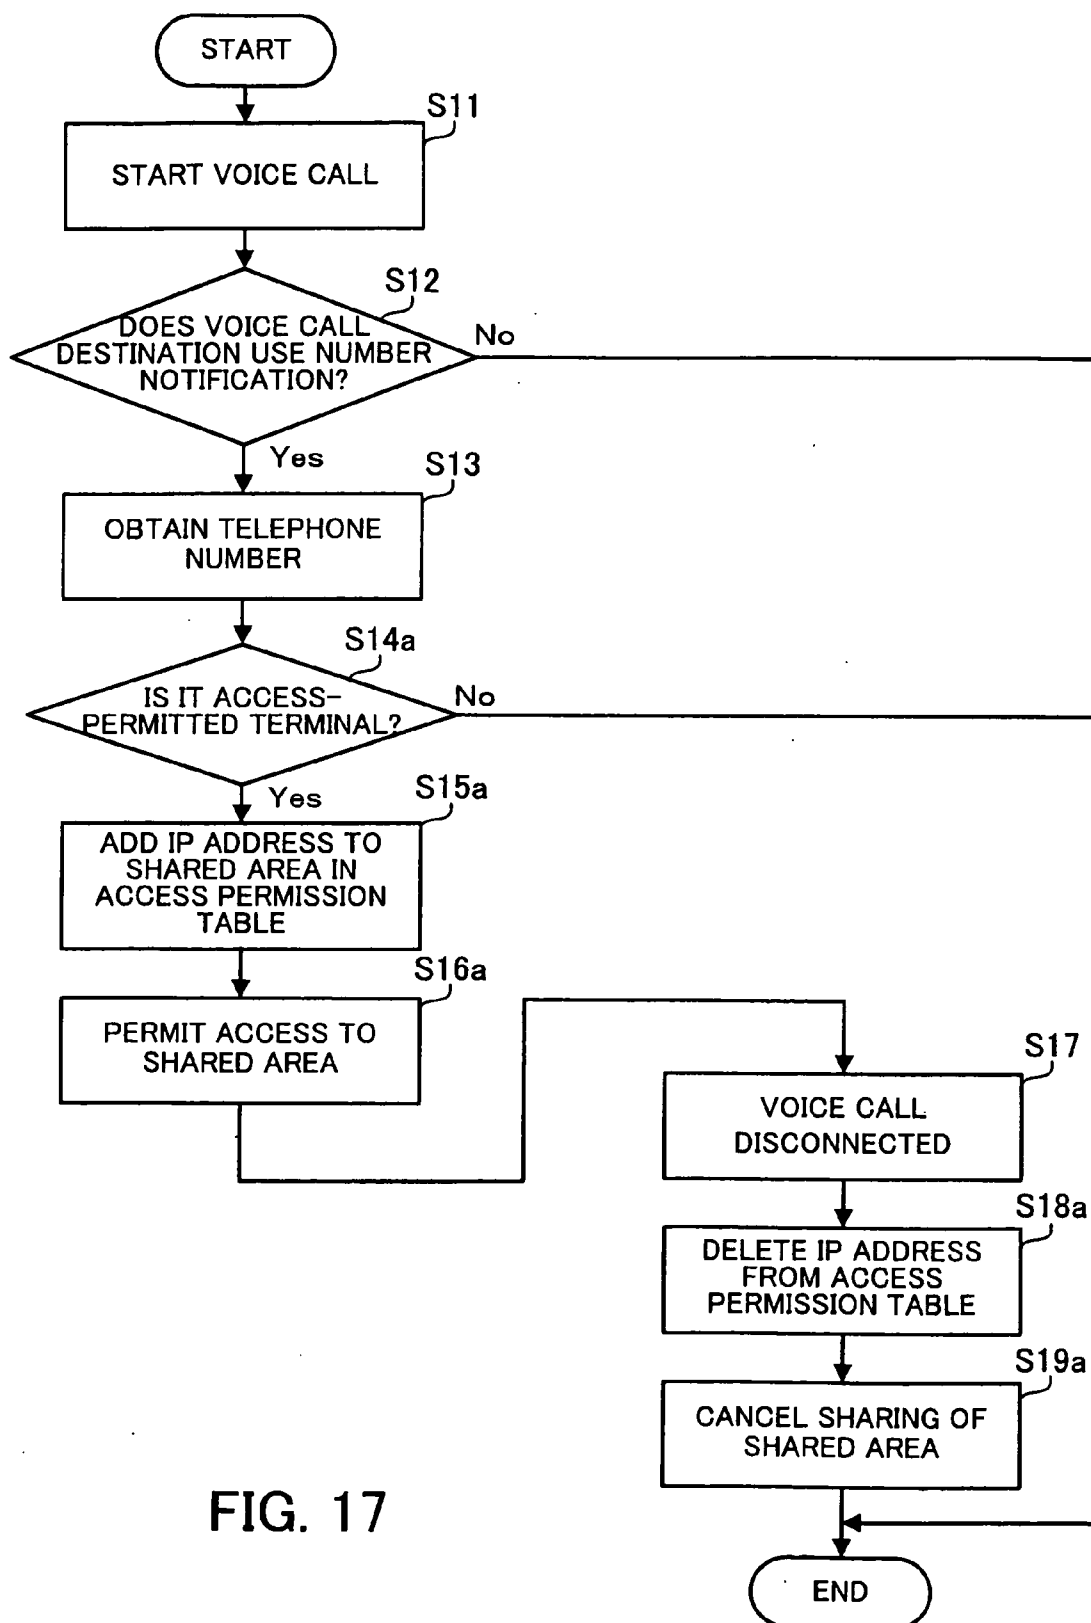 START
S11
START VOICE CALL
S12
DOES VOICE CALL
DESTINATION USE NUMBER
NOTIFICATION?
No
Yes
S13
OBTAIN TELEPHONE
NUMBER
S14a
IS IT ACCESS-
PERMITTED TERMINAL?
No
Yes
S15a
ADD IP ADDRESS TO
SHARED AREA IN
ACCESS PERMISSION
TABLE
S16a
PERMIT ACCESS TO
SHARED AREA
S17
VOICE CALL
DISCONNECTED
S18a
DELETE IP ADDRESS
FROM ACCESS
PERMISSION TABLE
S19a
CANCEL SHARING OF
SHARED AREA
END
FIG. 17